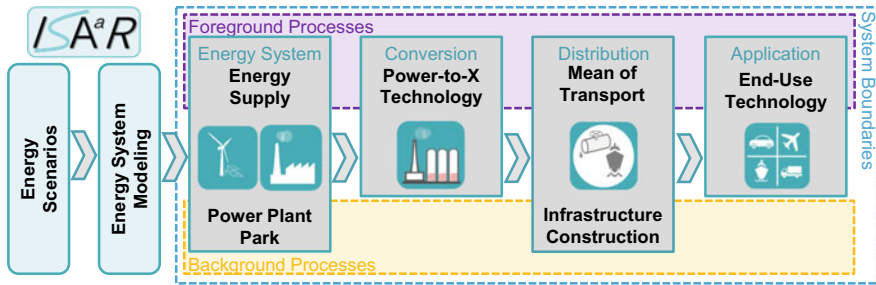 ISAaR
Foreground Processes
Energy
Scenarios
Energy System
Modeling
Energy System
Energy
Supply
Power Plant
Park
Conversion
Power-to-X
Technology
Distribution
Mean of
Transport
Infrastructure
Construction
Application
End-Use
Technology
System Boundaries
Background Processes